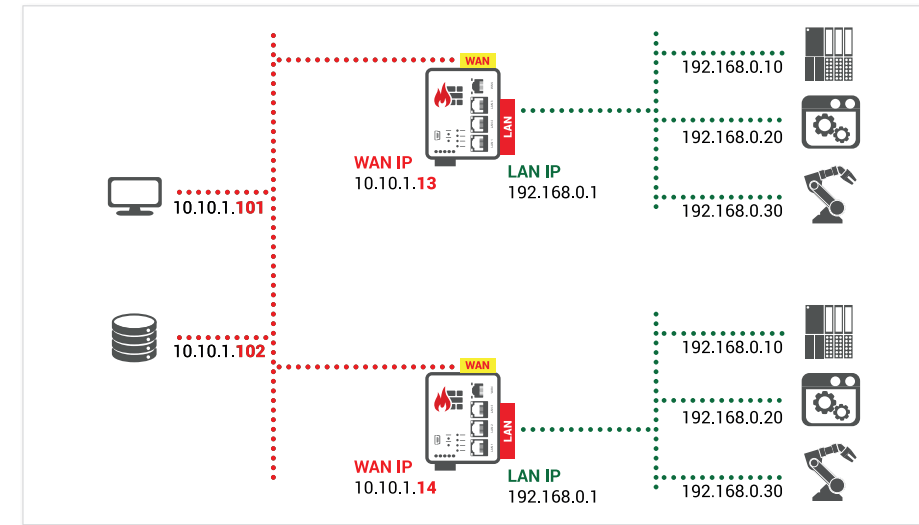 WAN
192.168.0.10
LAN
192.168.0.20
WAN IP
10.10.1.13
LAN IP
192.168.0.1
10.10.1.101
192.168.0.30
10.10.1.102
192.168.0.10
WAN
192.168.0.20
LAN
WAN IP
10.10.1.14
LAN IP
192.168.0.1
192.168.0.30